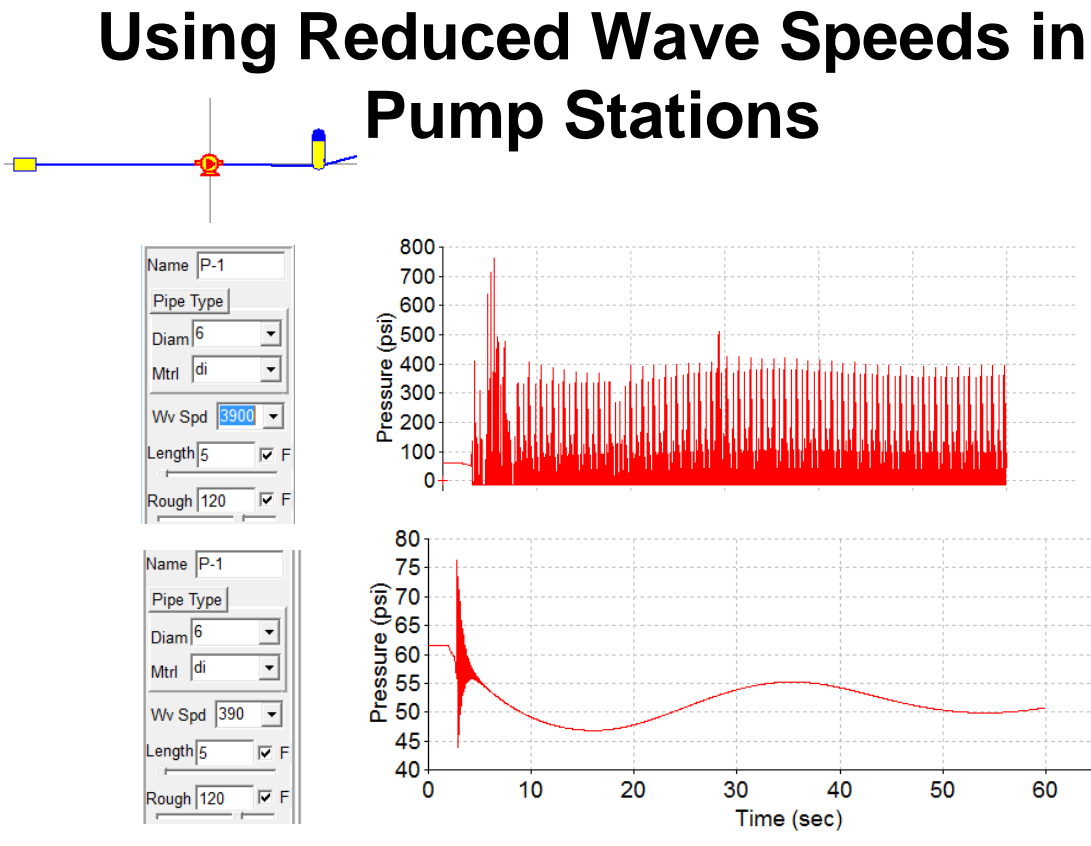 Using Reduced Wave Speeds in
Pump Stations
Name P-1
Pipe Type
Diam 6
Mtrl di
Wv Spd 3900
Length 5 F
Rough 120 F
800
700
600
500
400
300
200
100
0
Pressure (psi)
Name P-1
Pipe Type
Diam 6
Mtrl di
Wv Spd 390
Length 5 F
Rough 120 F
80
75
70
65
60
55
50
45
40
Pressure (psi)
0 10 20 30 40 50 60
Time (sec)